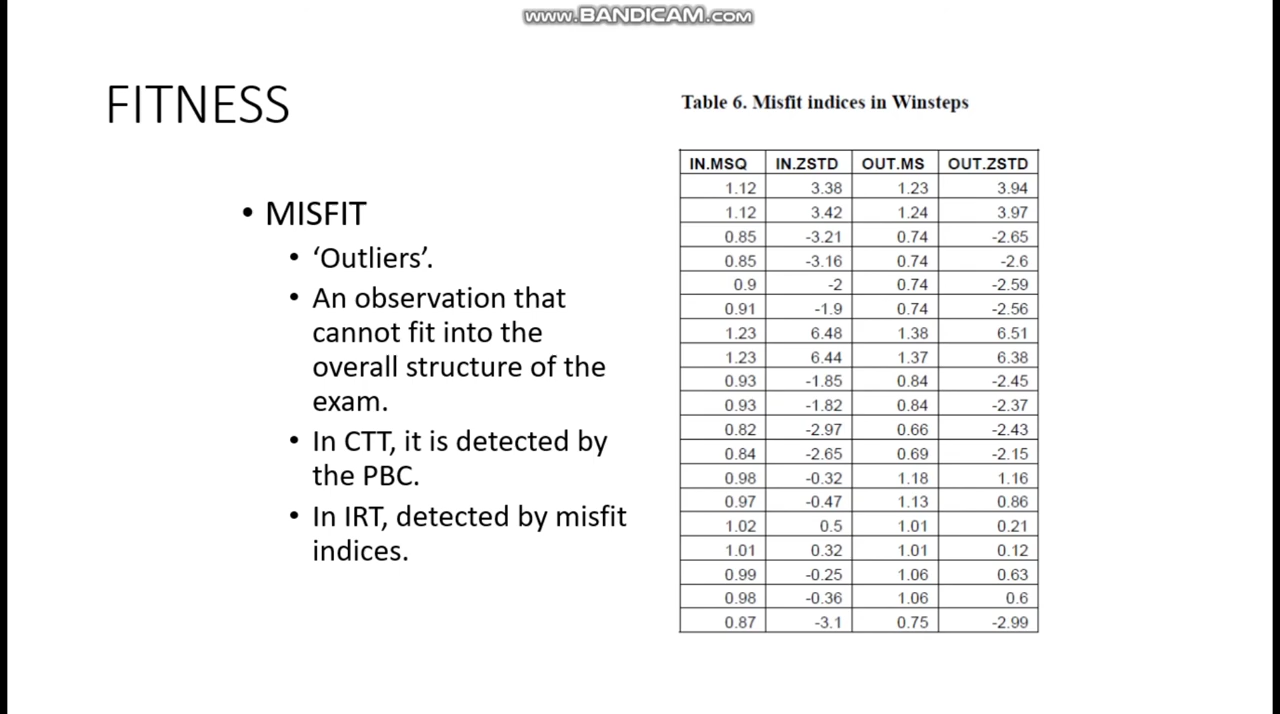 www.BANDICAM.com
FITNESS
• MISFIT
• ‘Outliers’.
• An observation that
cannot fit into the
overall structure of the
exam.
• In CTT, it is detected by
the PBC.
• In IRT, detected by misfit
indices.
Table 6. Misfit indices in Winsteps
IN.MSQ IN.ZSTD OUT.MS OUT.ZSTD
1.12 3.38 1.23 3.94
1.12 3.42 1.24 3.97
0.85 -3.21 0.74 -2.65
0.85 -3.16 0.74 -2.6
0.9 -2 0.74 -2.59
0.91 -1.9 0.74 -2.56
1.23 6.48 1.38 6.51
1.23 6.44 1.37 6.38
0.93 -1.85 0.84 -2.45
0.93 -1.82 0.84 -2.37
0.82 -2.97 0.66 -2.43
0.84 -2.65 0.69 -2.15
0.98 -0.32 1.18 1.16
0.97 -0.47 1.13 0.86
1.02 0.5 1.01 0.21
1.01 0.32 1.01 0.12
0.99 -0.25 1.06 0.63
0.98 -0.36 1.06 0.6
0.87 -3.1 0.75 -2.99